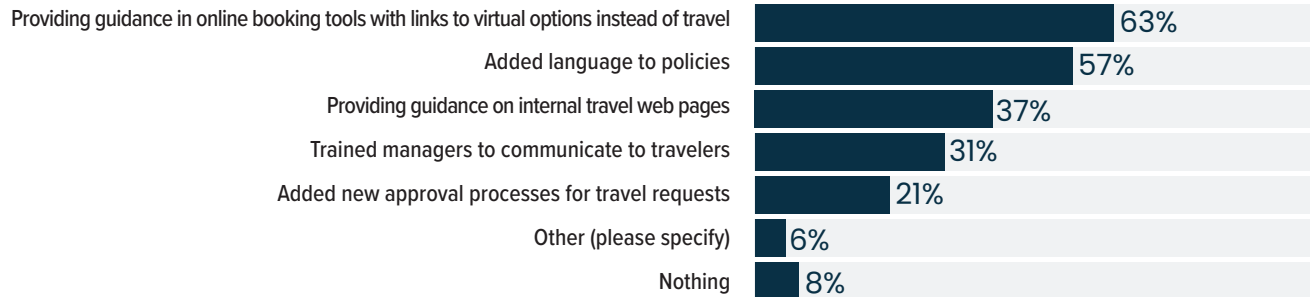 Providing guidance in online booking tools with links to virtual options instead of travel 63%
Added language to policies 57%
Providing guidance on internal travel web pages 37%
Trained managers to communicate to travelers 31%
Added new approval processes for travel requests 21%
Other (please specify) 6%
Nothing 8%